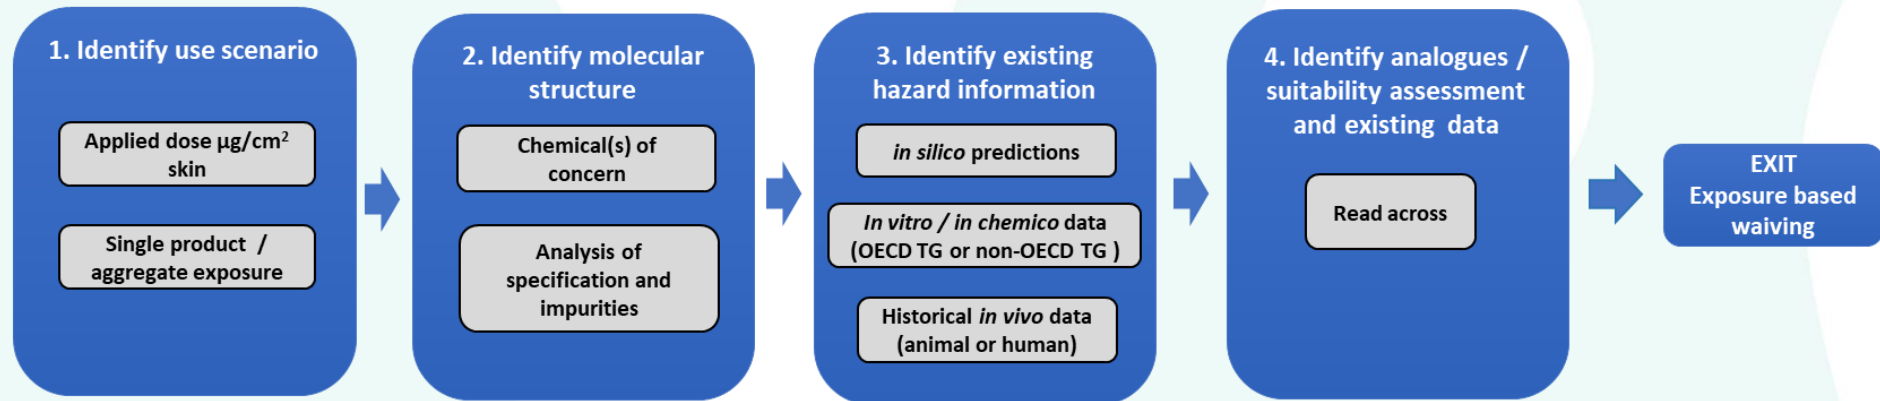 1. Identify use scenario
Applied dose µg/cm²
skin
Single product /
aggregate exposure
2. Identify molecular
structure
Chemical(s) of
concern
Analysis of
specification and
impurities
3. Identify existing
hazard information
in silico predictions
In vitro / in chemico data
(OECD TG or non-OECD TG )
Historical in vivo data
(animal or human)
4. Identify analogues /
suitability assessment
and existing data
Read across
EXIT
Exposure based
waiving